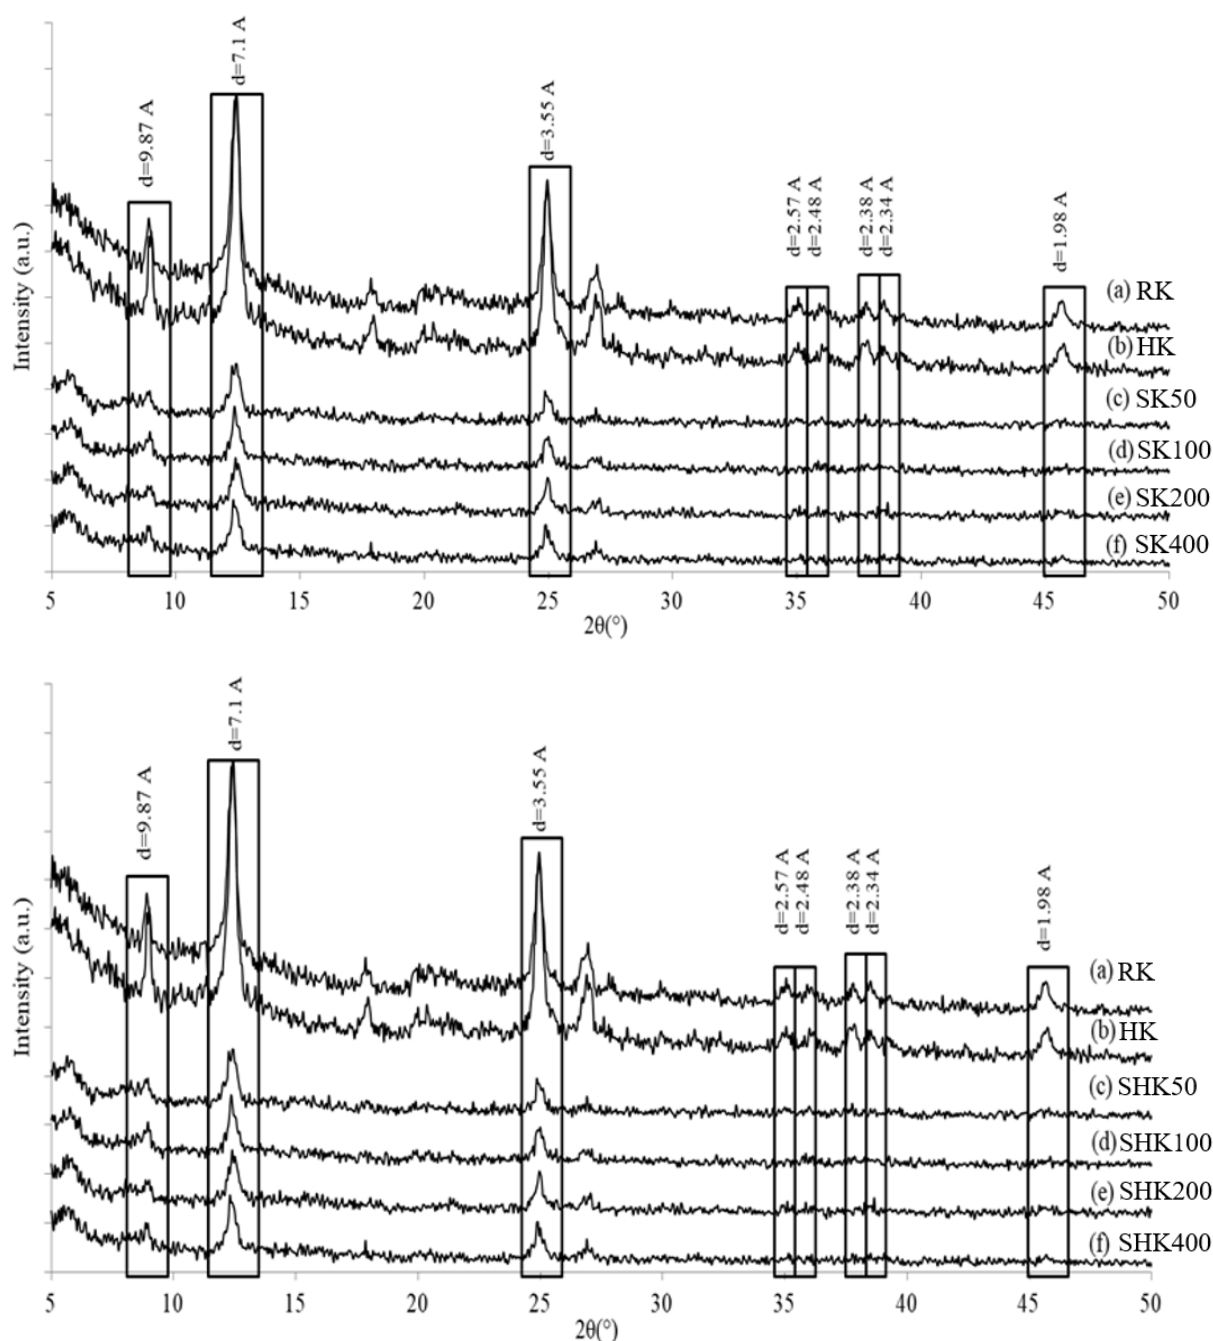 d=7.1 A
d=9.87 A
d=3.55 A
d=2.57 A
d=2.48 A
d=2.38 A
d=2.34 A
d=1.98 A
Intensity (a.u.)
(a) RK
(b) HK
(c) SK50
(d) SK100
(e) SK200
(f) SK400
5 10 15 20 25 30 35 40 45 50
2θ(°)
d=7.1 A
d=9.87 A
d=3.55 A
d=2.57 A
d=2.48 A
d=2.38 A
d=2.34 A
d=1.98 A
Intensity (a.u.)
(a) RK
(b) HK
(c) SHK50
(d) SHK100
(e) SHK200
(f) SHK400
5 10 15 20 25 30 35 40 45 50
2θ(°)